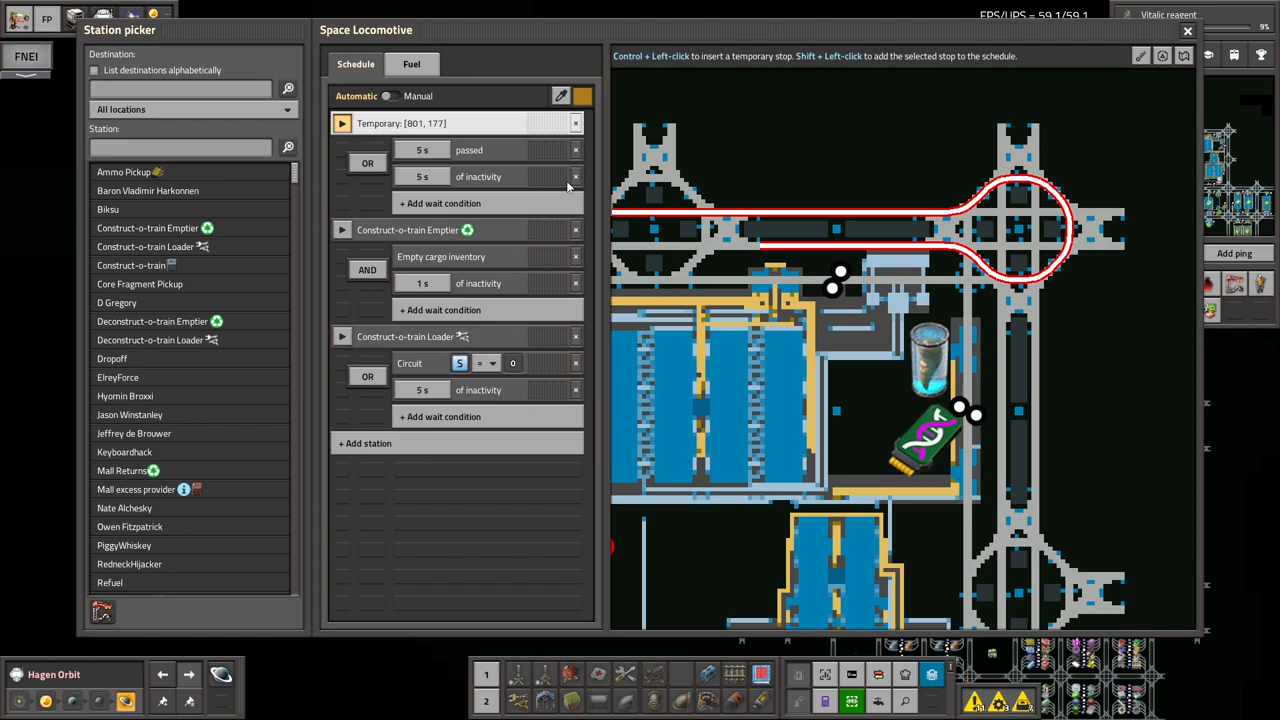 FP
FPS/UPS = 59.1/59.1
Vitalic reagent
9%
FNEI
Station picker
Destination:
List destinations alphabetically
All locations
Station:
Ammo Pickup
Baron Vladimir Harkonnen
Biksu
Construct-o-train Emptier
Construct-o-train Loader
Construct-o-train
Core Fragment Pickup
D Gregory
Deconstruct-o-train Emptier
Deconstruct-o-train Loader
Dropoff
ElreyForce
Hyomin Broxxi
Jason Winstanley
Jeffrey de Brouwer
Keyboardhack
Mall Returns
Mall excess provider
Nate Alchesky
Owen Fitzpatrick
PiggyWhiskey
RedneckHijacker
Refuel
Space Locomotive
Schedule
Fuel
Automatic
Manual
Temporary: [801, 177]
OR
5 s passed
5 s of inactivity
+ Add wait condition
Construct-o-train Emptier
AND
Empty cargo inventory
1 s of inactivity
+ Add wait condition
Construct-o-train Loader
OR
Circuit S = 0
5 s of inactivity
+ Add wait condition
+ Add station
Control + Left-click to insert a temporary stop. Shift + Left-click to add the selected stop to the schedule.
Add ping
Hagen Orbit
1
2